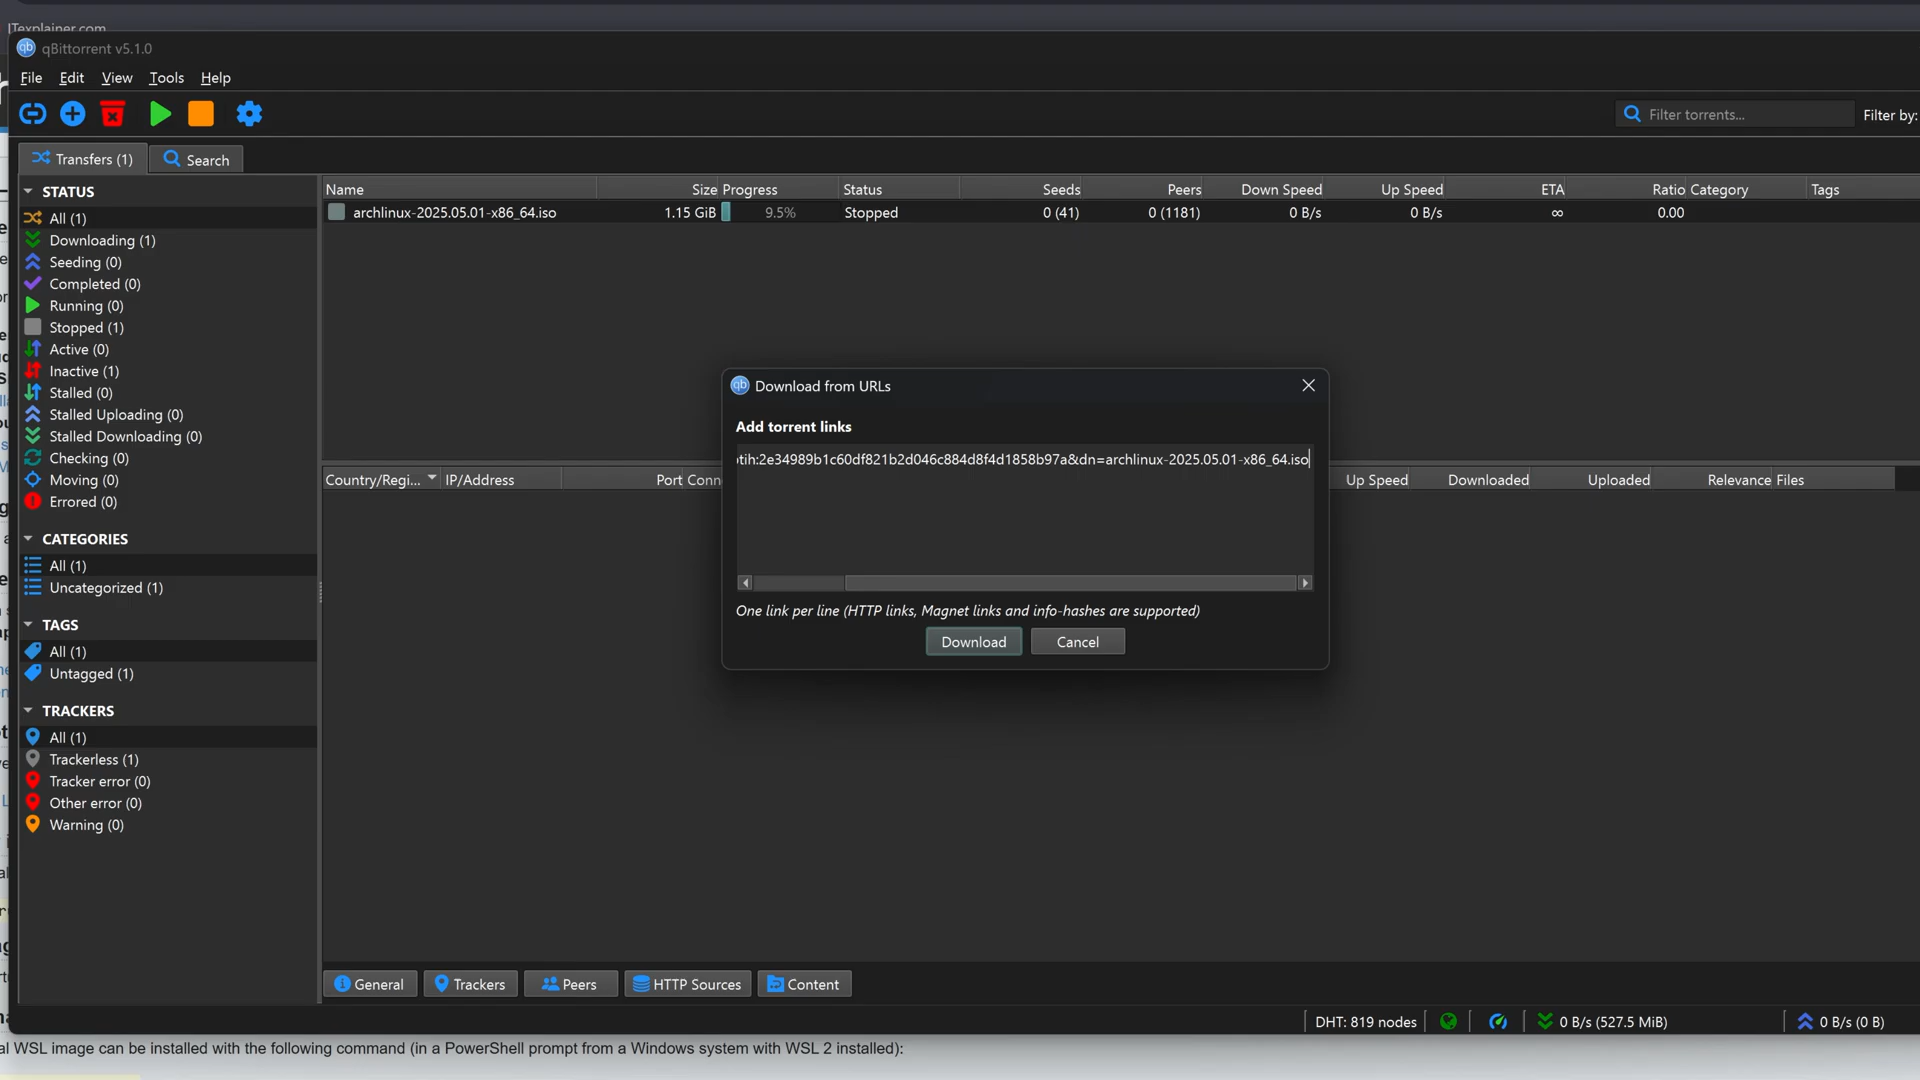 ITexplainer.com
qBittorrent v5.1.0
File Edit View Tools Help
Filter torrents... Filter by:
Transfers (1) Search
STATUS
All (1)
Downloading (1)
Seeding (0)
Completed (0)
Running (0)
Stopped (1)
Active (0)
Inactive (1)
Stalled (0)
Stalled Uploading (0)
Stalled Downloading (0)
Checking (0)
Moving (0)
Errored (0)
CATEGORIES
All (1)
Uncategorized (1)
TAGS
All (1)
Untagged (1)
TRACKERS
All (1)
Trackerless (1)
Tracker error (0)
Other error (0)
Warning (0)
Name Size Progress Status Seeds Peers Down Speed Up Speed ETA Ratio Category Tags
archlinux-2025.05.01-x86_64.iso 1.15 GiB 9.5% Stopped 0 (41) 0 (1181) 0 B/s 0 B/s ∞ 0.00
Download from URLs
Add torrent links
btih:2e34989b1c60df821b2d046c884d8f4d1858b97a&dn=archlinux-2025.05.01-x86_64.iso
One link per line (HTTP links, Magnet links and info-hashes are supported)
Download Cancel
Country/Regi... IP/Address Port Conn Up Speed Downloaded Uploaded Relevance Files
General Trackers Peers HTTP Sources Content
DHT: 819 nodes 0 B/s (527.5 MiB) 0 B/s (0 B)
al WSL image can be installed with the following command (in a PowerShell prompt from a Windows system with WSL 2 installed):